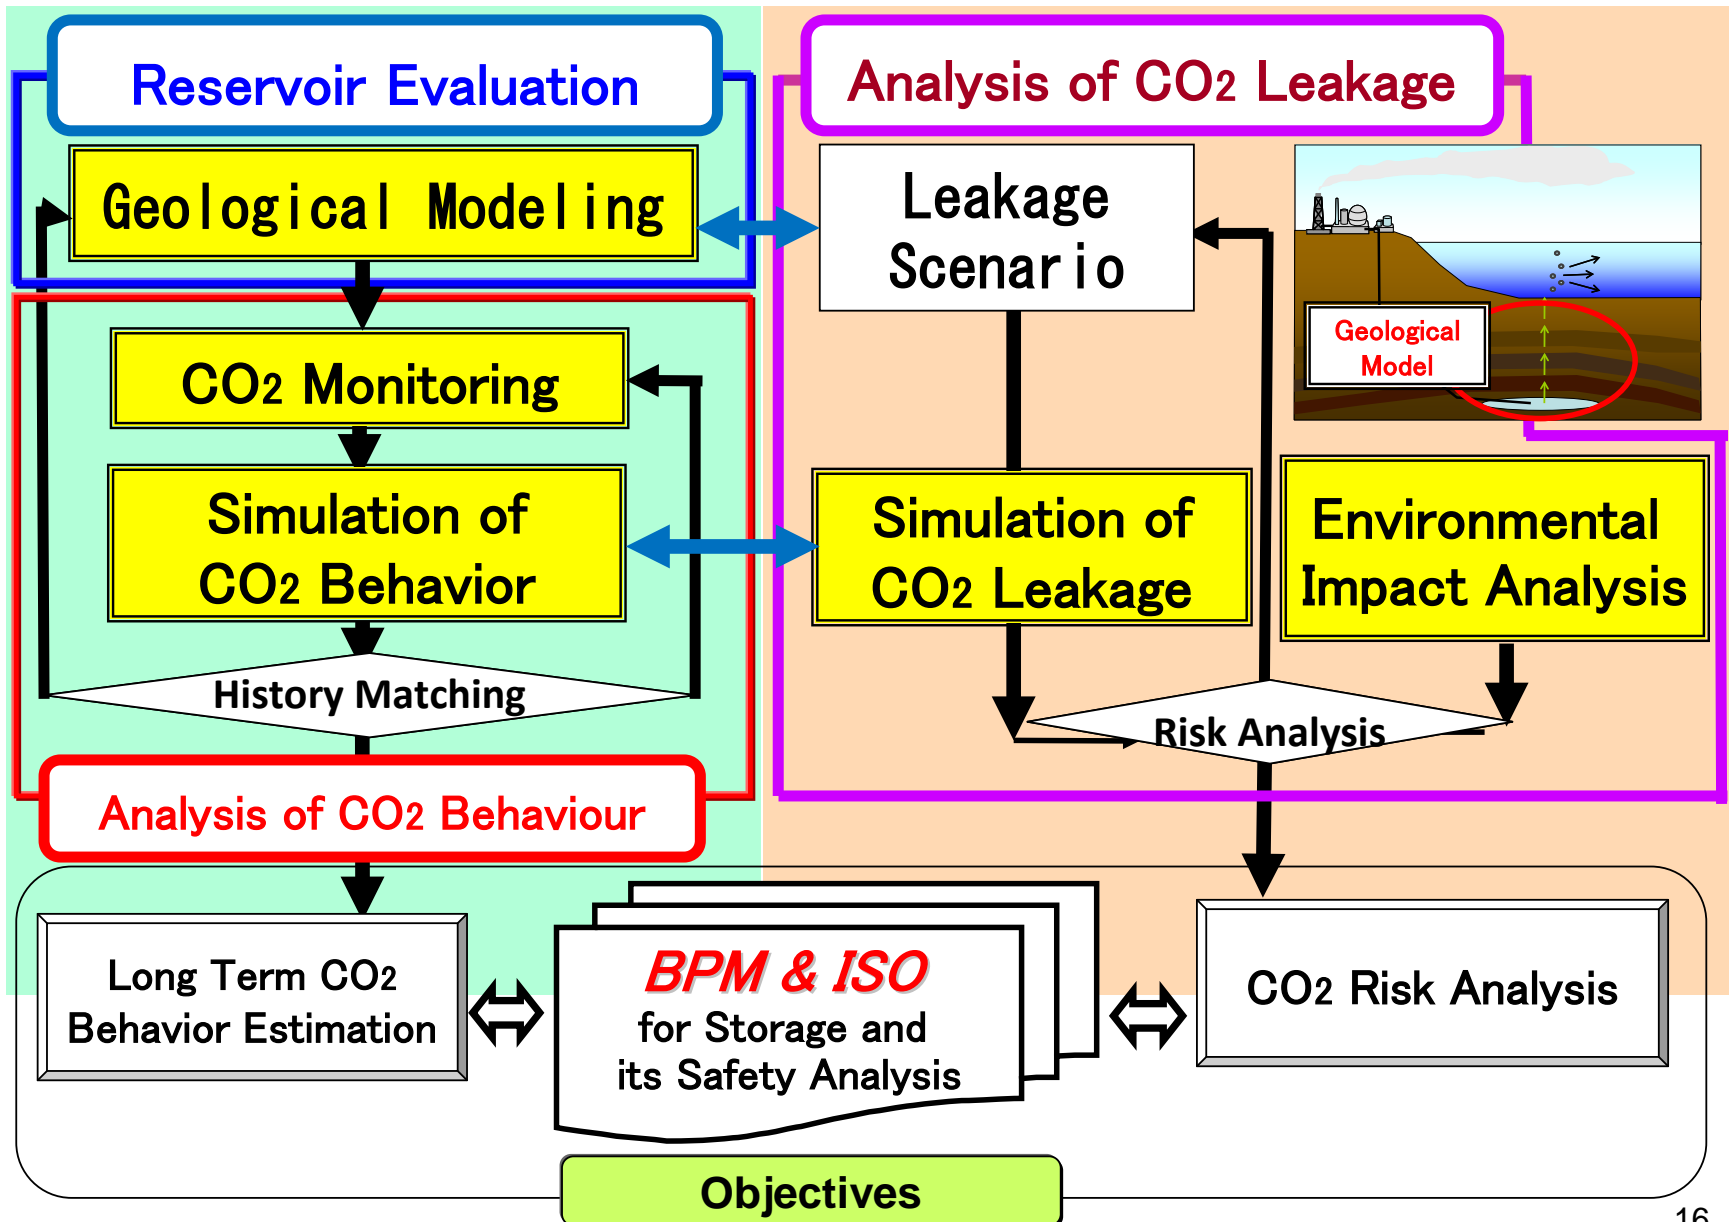 Reservoir Evaluation
Geological Modeling
CO2 Monitoring
Simulation of
CO2 Behavior
History Matching
Analysis of CO2 Behaviour
Analysis of CO2 Leakage
Leakage
Scenario
Geological
Model
Simulation of
CO2 Leakage
Environmental
Impact Analysis
Risk Analysis
Long Term CO2
Behavior Estimation
BPM & ISO
for Storage and
its Safety Analysis
CO2 Risk Analysis
Objectives
16